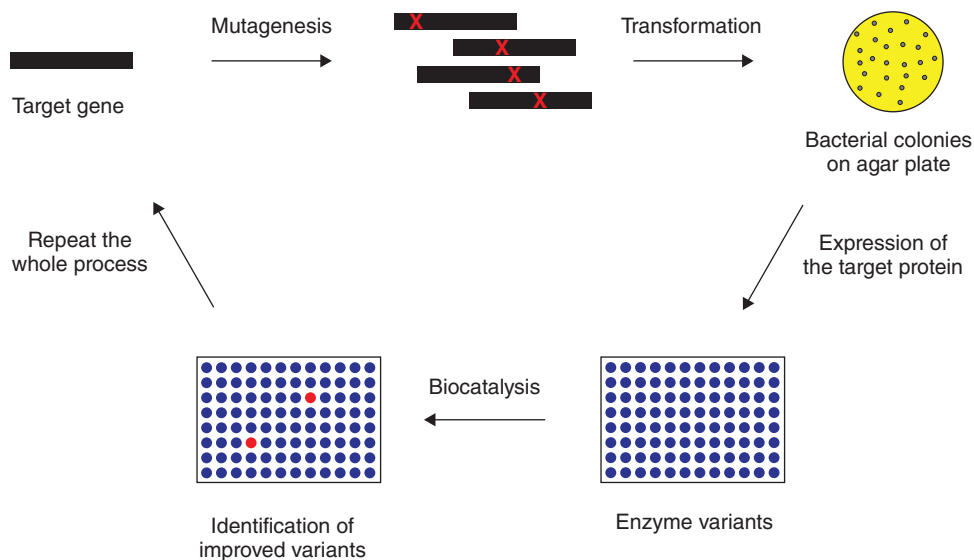 Mutagenesis
X
X
X
X
Transformation
Target gene
Bacterial colonies
on agar plate
Expression of
the target protein
Enzyme variants
Biocatalysis
Identification of
improved variants
Repeat the
whole process